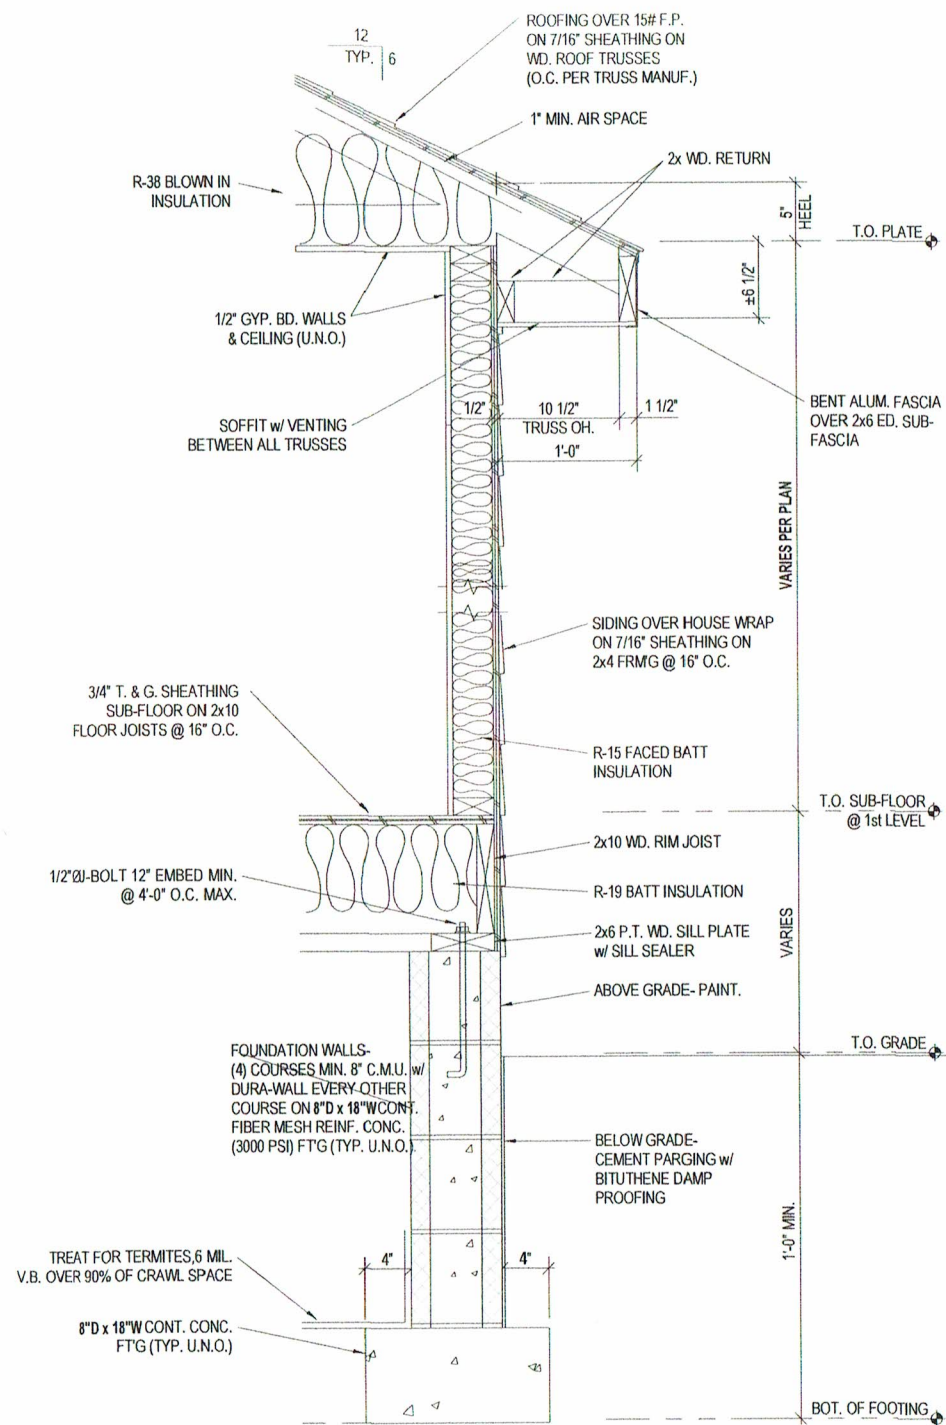 ROOFING OVER 15# F.P.
ON 7/16" SHEATHING ON
WD. ROOF TRUSSES
(O.C. PER TRUSS MANUF.)
12
TYP.
6
1" MIN. AIR SPACE
2x WD. RETURN
R-38 BLOWN IN
INSULATION
5"
HEEL
T.O. PLATE
±6 1/2"
1/2" GYP. BD. WALLS
& CEILING (U.N.O.)
SOFFIT w/ VENTING
BETWEEN ALL TRUSSES
1/2"
10 1/2"
1 1/2"
TRUSS OH.
1'-0"
BENT ALUM. FASCIA
OVER 2x6 ED. SUB-
FASCIA
VARIES PER PLAN
SIDING OVER HOUSE WRAP
ON 7/16" SHEATHING ON
2x4 FRM'G @ 16" O.C.
3/4" T. & G. SHEATHING
SUB-FLOOR ON 2x10
FLOOR JOISTS @ 16" O.C.
R-15 FACED BATT
INSULATION
T.O. SUB-FLOOR
@ 1st LEVEL
2x10 WD. RIM JOIST
1/2"ØJ-BOLT 12" EMBED MIN.
@ 4'-0" O.C. MAX.
R-19 BATT INSULATION
2x6 P.T. WD. SILL PLATE
w/ SILL SEALER
VARIES
ABOVE GRADE- PAINT.
T.O. GRADE
FOUNDATION WALLS-
(4) COURSES MIN. 8" C.M.U. w/
DURA-WALL EVERY OTHER
COURSE ON 8"D x 18"W CONT.
FIBER MESH REINF. CONC.
(3000 PSI) FT'G (TYP. U.N.O.)
BELOW GRADE-
CEMENT PARGING w/
BITUTHENE DAMP
PROOFING
1'-0" MIN.
TREAT FOR TERMITES,6 MIL.
V.B. OVER 90% OF CRAWL SPACE
4"
4"
8"D x 18"W CONT. CONC.
FT'G (TYP. U.N.O.)
BOT. OF FOOTING